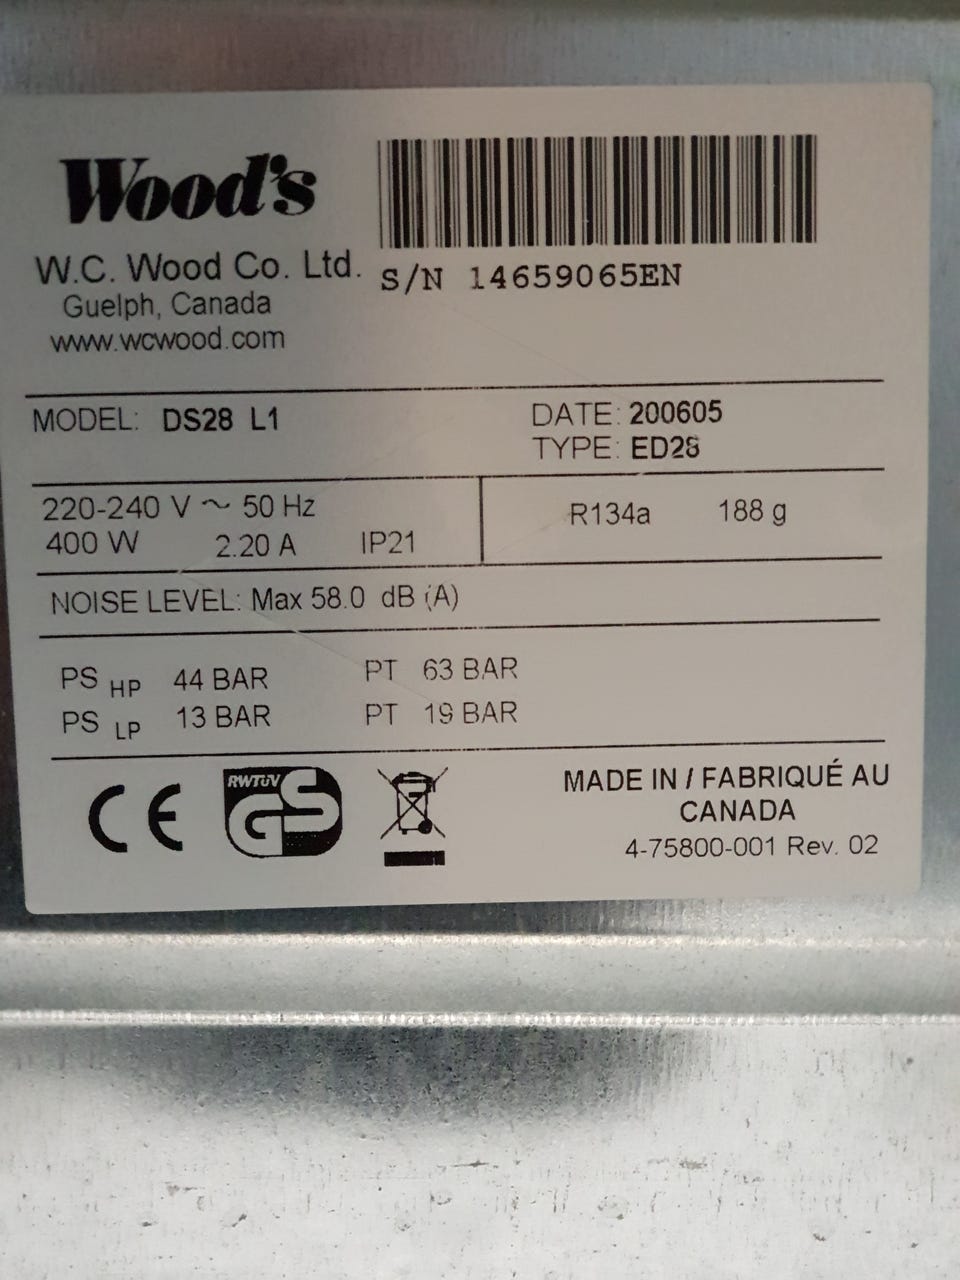 Wood's
W.C. Wood Co. Ltd.
Guelph, Canada
www.wcwood.com
S/N 14659065EN
MODEL: DS28 L1
DATE: 200605
TYPE: ED28
220-240 V ~ 50 Hz
400 W 2.20 A IP21
R134a 188 g
NOISE LEVEL: Max 58.0 dB (A)
PS HP 44 BAR PT 63 BAR
PS LP 13 BAR PT 19 BAR
CE
RWTÜV
GS
MADE IN / FABRIQUÉ AU
CANADA
4-75800-001 Rev. 02